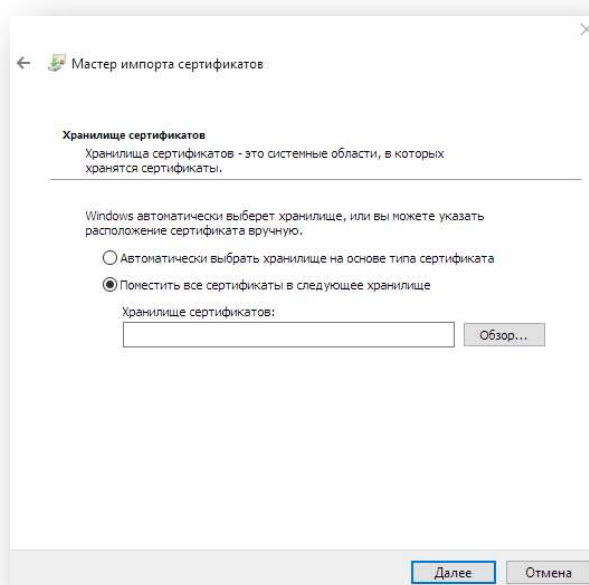 Мастер импорта сертификатов
Хранилище сертификатов
Хранилища сертификатов - это системные области, в которых
хранятся сертификаты.
Windows автоматически выберет хранилище, или вы можете указать
расположение сертификата вручную.
Автоматически выбрать хранилище на основе типа сертификата
Поместить все сертификаты в следующее хранилище
Хранилище сертификатов:
Обзор...
Далее
Отмена